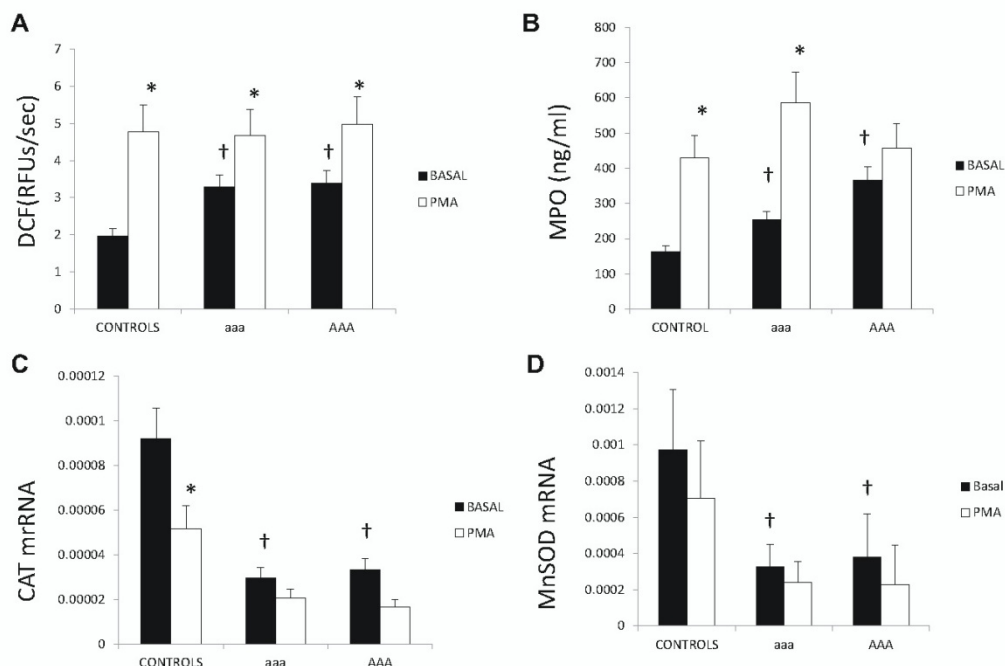 A
DCF(RFUs/sec)
7
6
5
4
3
2
1
0
*
*
*
†
†
CONTROLS aaa AAA
BASAL
PMA
B
MPO (ng/ml)
800
700
600
500
400
300
200
100
0
*
*
†
†
CONTROL aaa AAA
BASAL
PMA
C
CAT mrRNA
0.00012
0.0001
0.00008
0.00006
0.00004
0.00002
0
*
†
†
CONTROLS aaa AAA
BASAL
PMA
D
MnSOD mRNA
0.0014
0.0012
0.001
0.0008
0.0006
0.0004
0.0002
0
†
†
CONTROLS aaa AAA
Basal
PMA